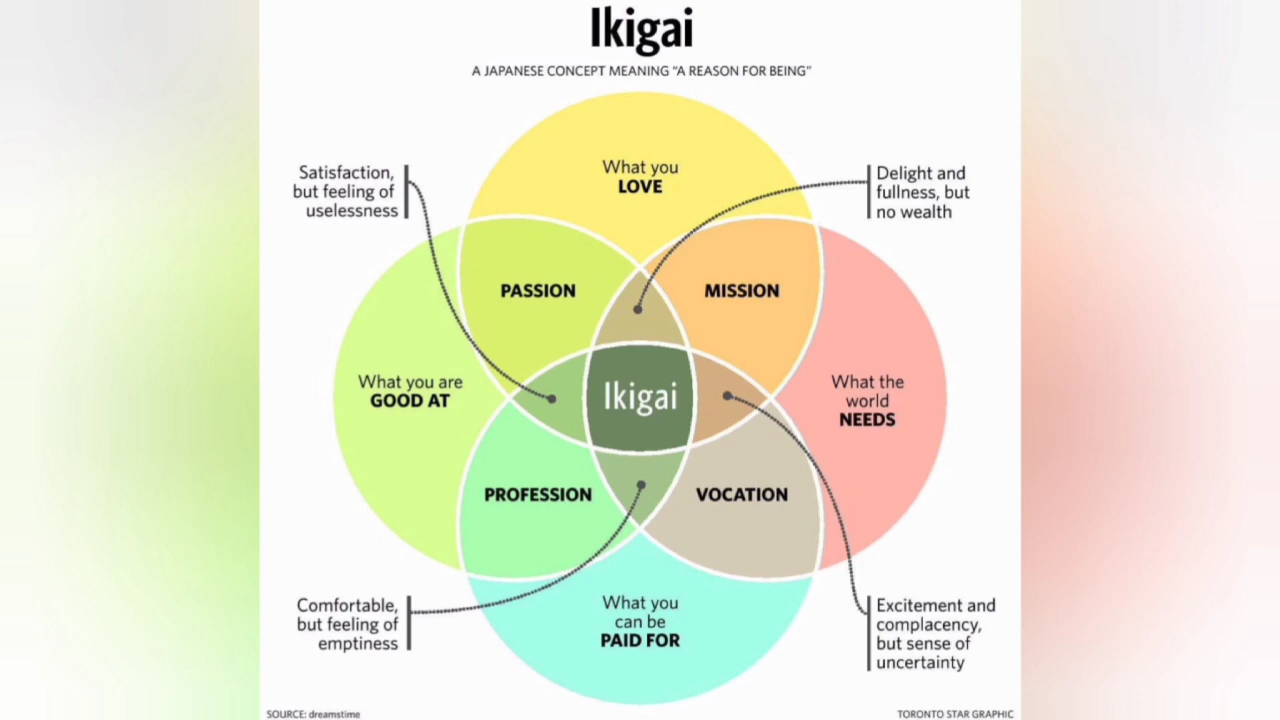 Ikigai
A JAPANESE CONCEPT MEANING "A REASON FOR BEING"
Satisfaction,
but feeling of
uselessness
What you
LOVE
Delight and
fullness, but
no wealth
PASSION
MISSION
What you are
GOOD AT
Ikigai
What the
world
NEEDS
PROFESSION
VOCATION
Comfortable,
but feeling of
emptiness
What you
can be
PAID FOR
Excitement and
complacency,
but sense of
uncertainty
SOURCE: dreamstime
TORONTO STAR GRAPHIC